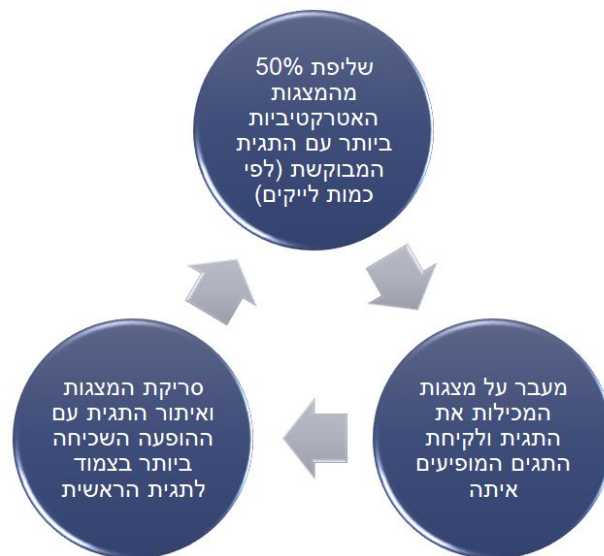 שליפת 50%
מהמצגות
האטרקטיביות
ביותר עם התגית
המבוקשת (לפי
כמות לייקים)
מעבר על מצגות
המכילות את
התגית ולקיחת
התגים המופיעים
איתה
סריקת המצגות
ואיתור התגית עם
ההופעה השכיחה
ביותר בצמוד
לתגית הראשית